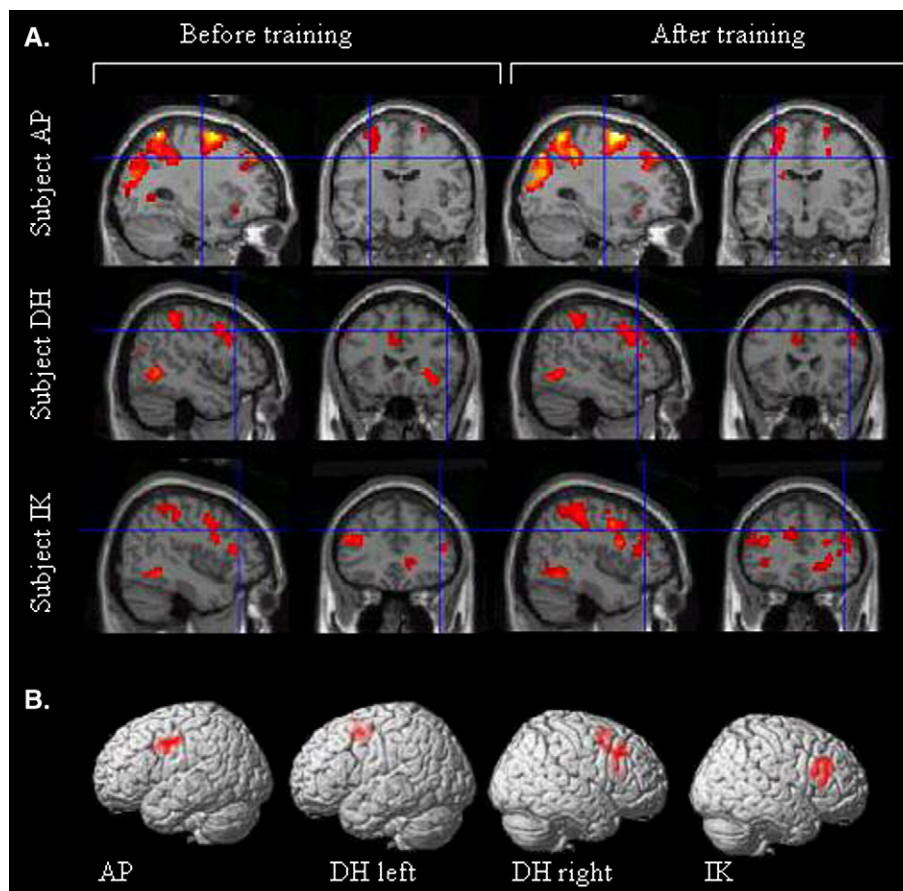 A.
Before training
After training
Subject AP
Subject DH
Subject IK
B.
AP
DH left
DH right
IK